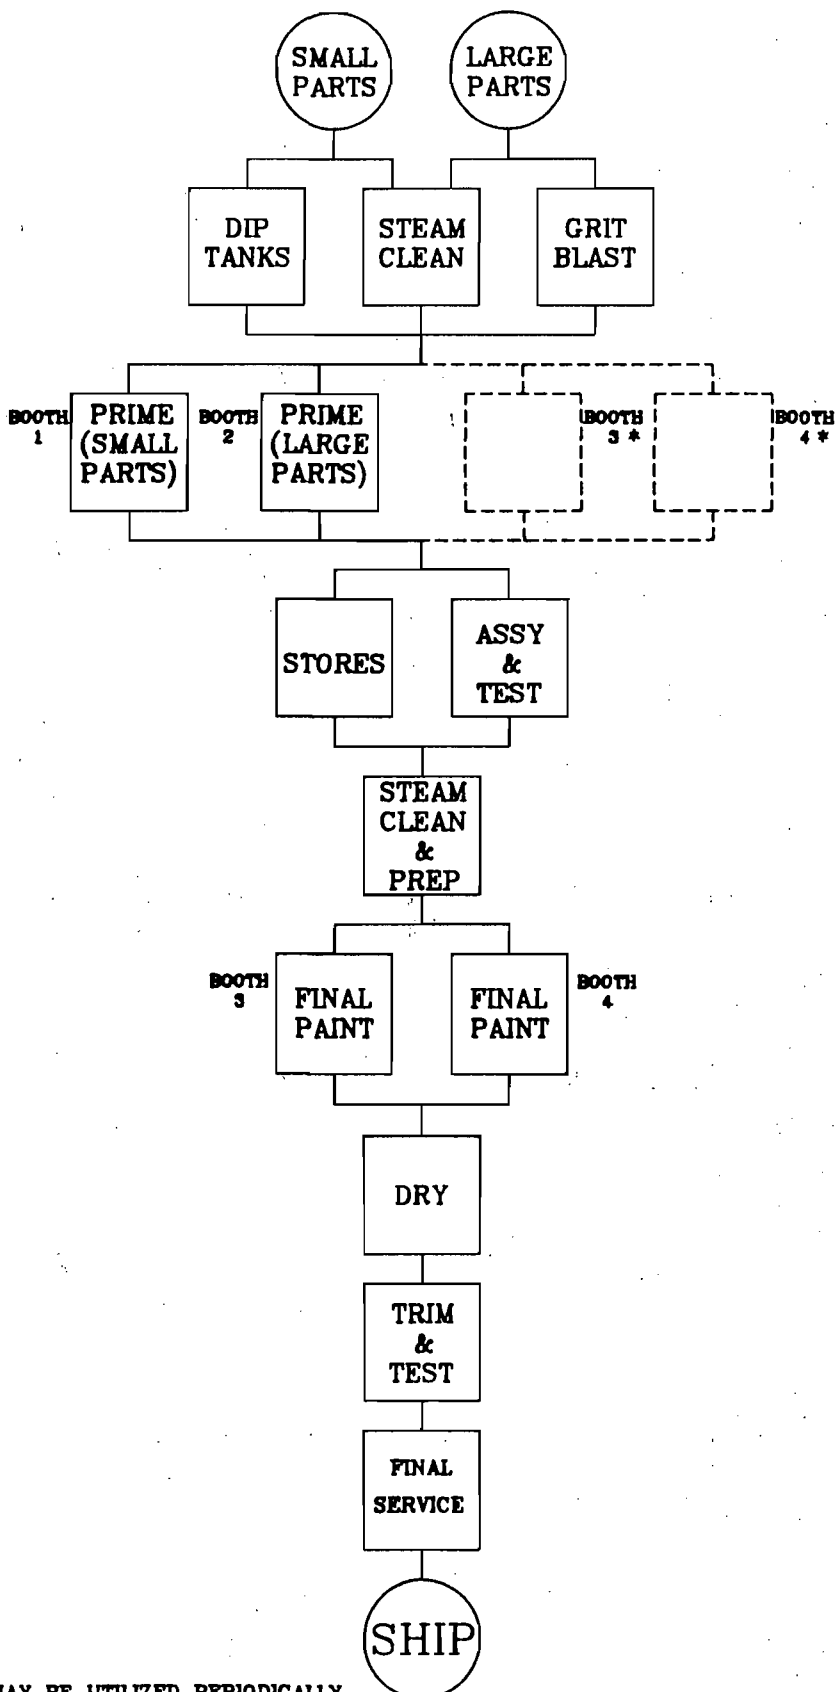 SMALL
PARTS
LARGE
PARTS
DIP
TANKS
STEAM
CLEAN
GRIT
BLAST
BOOTH
1
PRIME
(SMALL
PARTS)
BOOTH
2
PRIME
(LARGE
PARTS)
BOOTH
3 *
BOOTH
4 *
STORES
ASSY
&
TEST
STEAM
CLEAN
&
PREP
BOOTH
3
FINAL
PAINT
FINAL
PAINT
BOOTH
4
DRY
TRIM
&
TEST
FINAL
SERVICE
SHIP
MAY BE UTILIZED PERIODICALLY